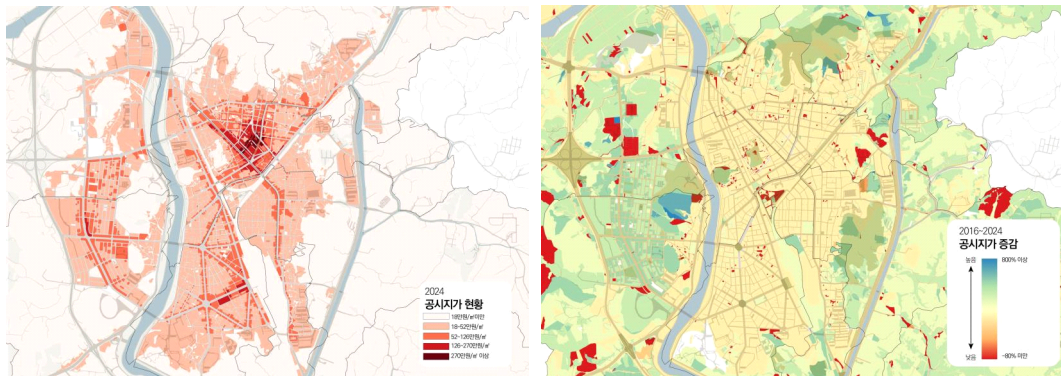 2024
공시지가 현황
18만원/㎡미만
18-52만원/㎡
52-126만원/㎡
126-270만원/㎡
270만원/㎡ 이상
2016-2024
공시지가 증감
높음
800% 이상
낮음
-80% 미만